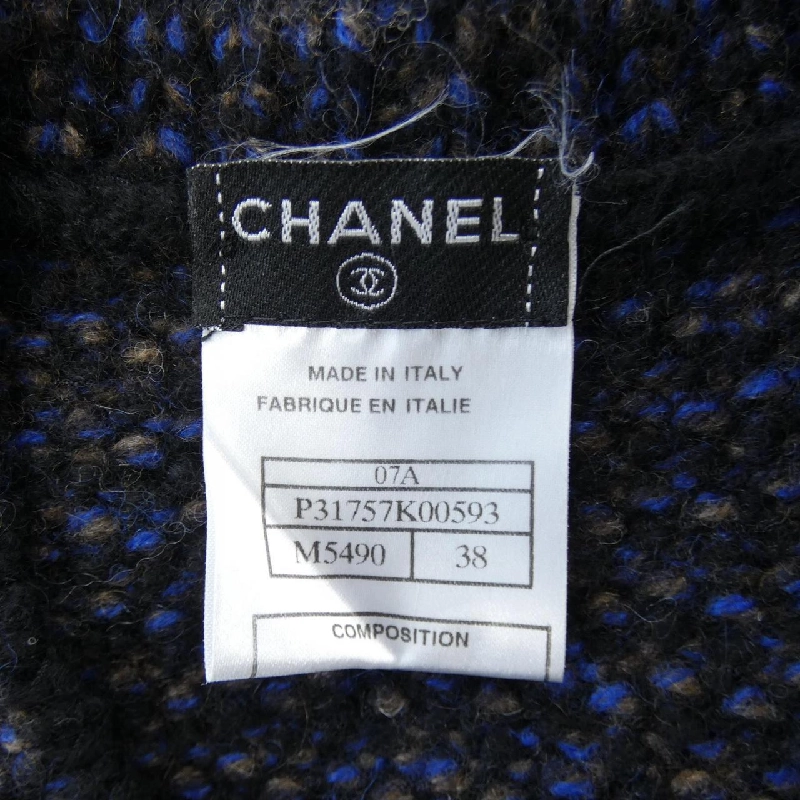 CHANEL
MADE IN ITALY
FABRIQUE EN ITALIE
07A
P31757K00593
M5490 38
COMPOSITION